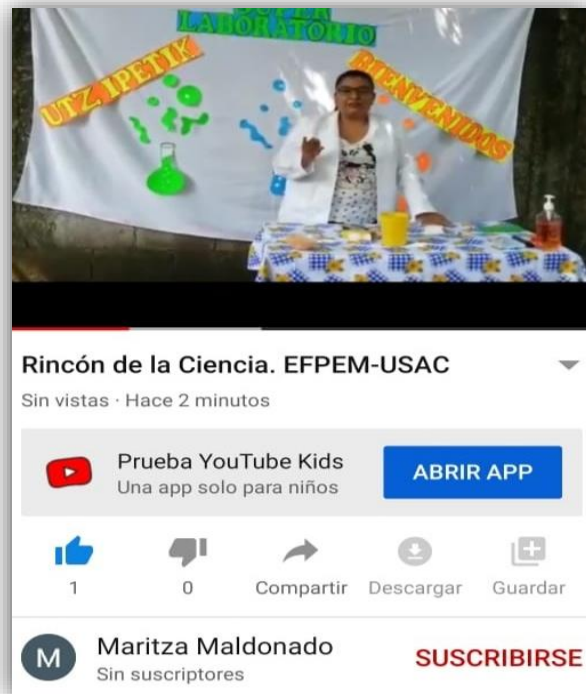 SUPER
LABORATORIO
UTZ IPETIK
BIENVENIDOS
Rincón de la Ciencia. EFPEM-USAC
Sin vistas · Hace 2 minutos
Prueba YouTube Kids
Una app solo para niños
ABRIR APP
1
0
Compartir
Descargar
Guardar
M
Maritza Maldonado
Sin suscriptores
SUSCRIBIRSE